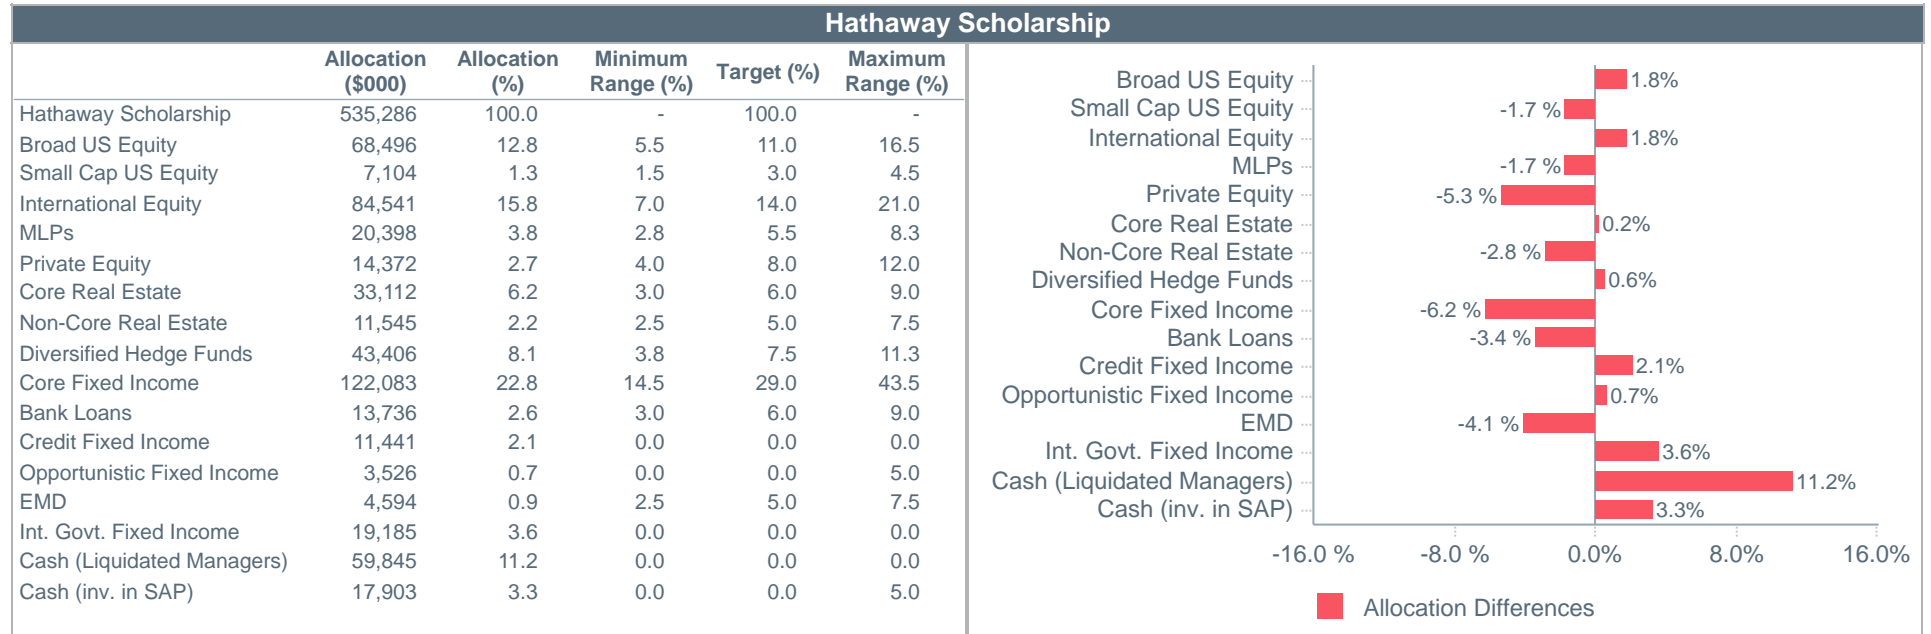 Hathaway Scholarship
Allocation ($000) Allocation (%) Minimum Range (%) Target (%) Maximum Range (%)
Hathaway Scholarship 535,286 100.0 - 100.0 -
Broad US Equity 68,496 12.8 5.5 11.0 16.5
Small Cap US Equity 7,104 1.3 1.5 3.0 4.5
International Equity 84,541 15.8 7.0 14.0 21.0
MLPs 20,398 3.8 2.8 5.5 8.3
Private Equity 14,372 2.7 4.0 8.0 12.0
Core Real Estate 33,112 6.2 3.0 6.0 9.0
Non-Core Real Estate 11,545 2.2 2.5 5.0 7.5
Diversified Hedge Funds 43,406 8.1 3.8 7.5 11.3
Core Fixed Income 122,083 22.8 14.5 29.0 43.5
Bank Loans 13,736 2.6 3.0 6.0 9.0
Credit Fixed Income 11,441 2.1 0.0 0.0 0.0
Opportunistic Fixed Income 3,526 0.7 0.0 0.0 5.0
EMD 4,594 0.9 2.5 5.0 7.5
Int. Govt. Fixed Income 19,185 3.6 0.0 0.0 0.0
Cash (Liquidated Managers) 59,845 11.2 0.0 0.0 0.0
Cash (inv. in SAP) 17,903 3.3 0.0 0.0 5.0
Broad US Equity 1.8%
Small Cap US Equity -1.7 %
International Equity 1.8%
MLPs -1.7 %
Private Equity -5.3 %
Core Real Estate 0.2%
Non-Core Real Estate -2.8 %
Diversified Hedge Funds 0.6%
Core Fixed Income -6.2 %
Bank Loans -3.4 %
Credit Fixed Income 2.1%
Opportunistic Fixed Income 0.7%
EMD -4.1 %
Int. Govt. Fixed Income 3.6%
Cash (Liquidated Managers) 11.2%
Cash (inv. in SAP) 3.3%
-16.0 % -8.0 % 0.0% 8.0% 16.0%
Allocation Differences